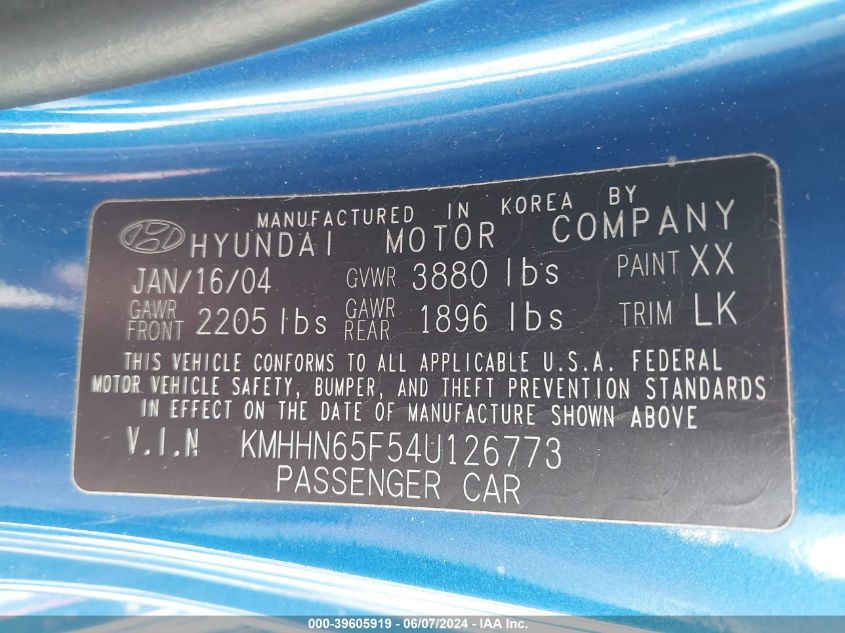 MANUFACTURED IN KOREA BY
HYUNDAI MOTOR COMPANY
JAN/16/04 GVWR 3880 lbs PAINT XX
GAWR FRONT 2205 lbs GAWR REAR 1896 lbs TRIM LK
THIS VEHICLE CONFORMS TO ALL APPLICABLE U.S.A. FEDERAL
MOTOR VEHICLE SAFETY, BUMPER, AND THEFT PREVENTION STANDARDS
IN EFFECT ON THE DATE OF MANUFACTURE SHOWN ABOVE
V.I.N KMHHN65F54U126773
PASSENGER CAR
000-39605919 - 06/07/2024 - IAAI.com